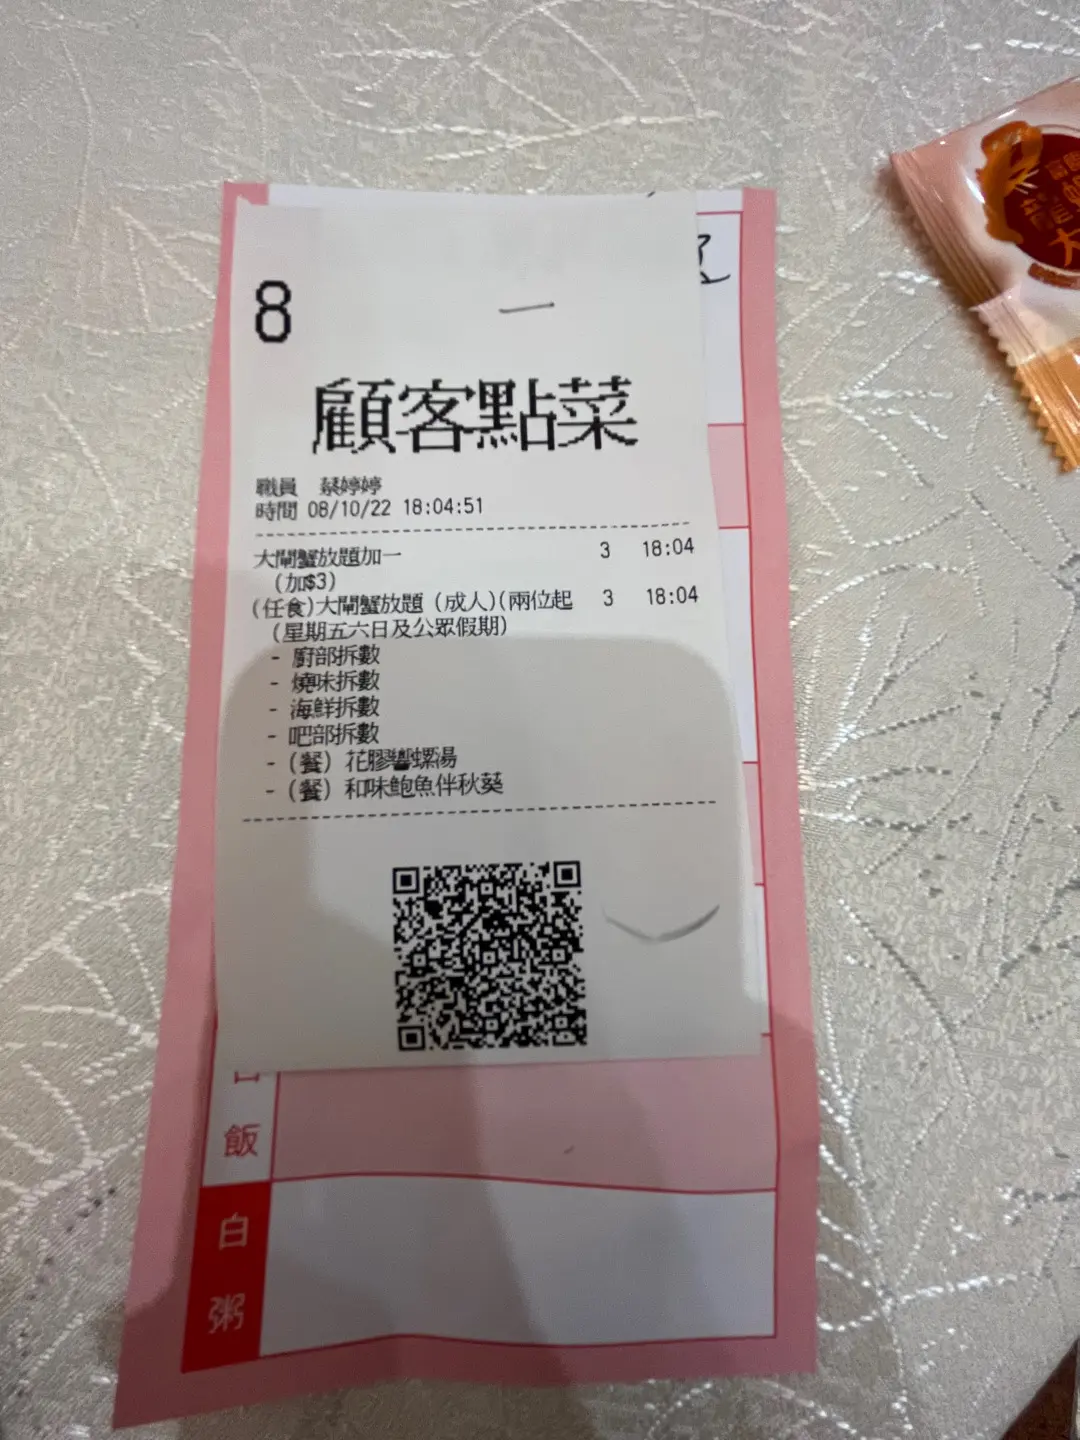 8
一
顧客點菜
職員 蔡婷婷
時間 08/10/22 18:04:51
大閘蟹放題加一 3 18:04
(加$3)
(任食)大閘蟹放題 (成人)(兩位起 3 18:04
(星期五六日及公眾假期)
- 廚部拆數
- 燒味拆數
- 海鮮拆數
- 吧部拆數
- (餐) 花膠響螺湯
- (餐) 和味鮑魚伴秋葵
飯
白
粥
大